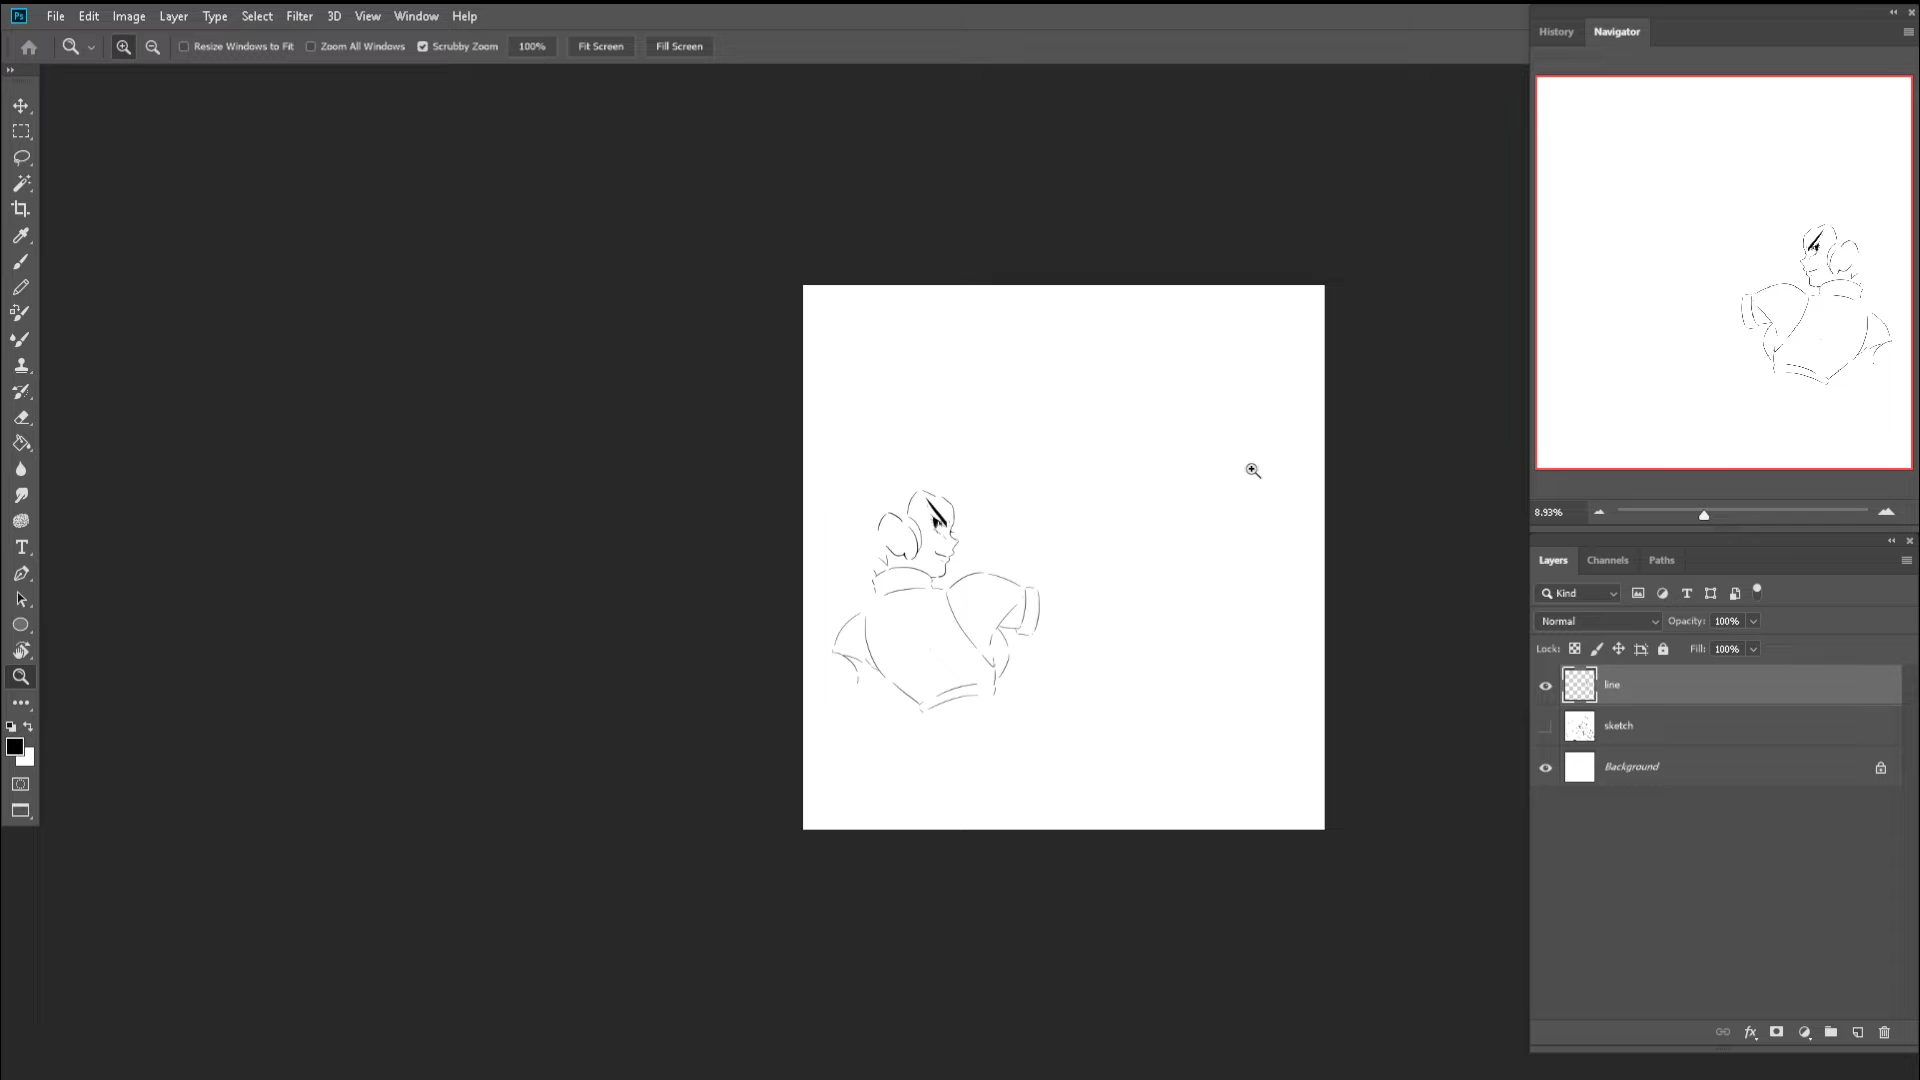 Ps File Edit Image Layer Type Select Filter 3D View Window Help
Resize Windows to Fit Zoom All Windows Scrubby Zoom 100% Fit Screen Fill Screen
History Navigator
8.93%
Layers Channels Paths
Kind
Normal Opacity: 100%
Lock: Fill: 100%
line
sketch
Background